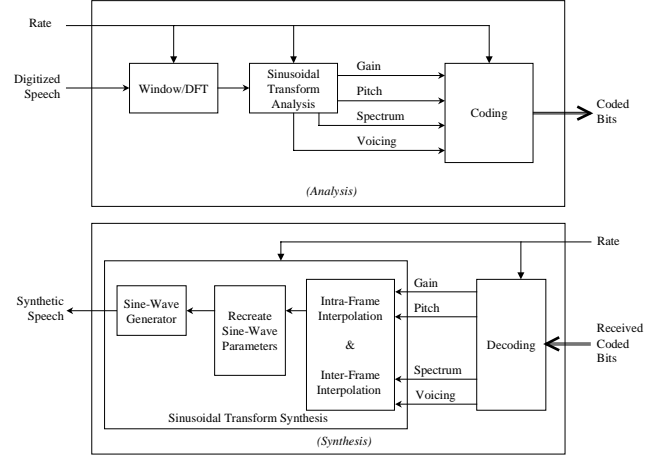 Rate
Digitized
Speech
Window/DFT
Sinusoidal
Transform
Analysis
Gain
Pitch
Spectrum
Voicing
Coding
Coded
Bits
(Analysis)
Rate
Synthetic
Speech
Sine-Wave
Generator
Recreate
Sine-Wave
Parameters
Intra-Frame
Interpolation
&
Inter-Frame
Interpolation
Gain
Pitch
Spectrum
Voicing
Decoding
Received
Coded
Bits
Sinusoidal Transform Synthesis
(Synthesis)